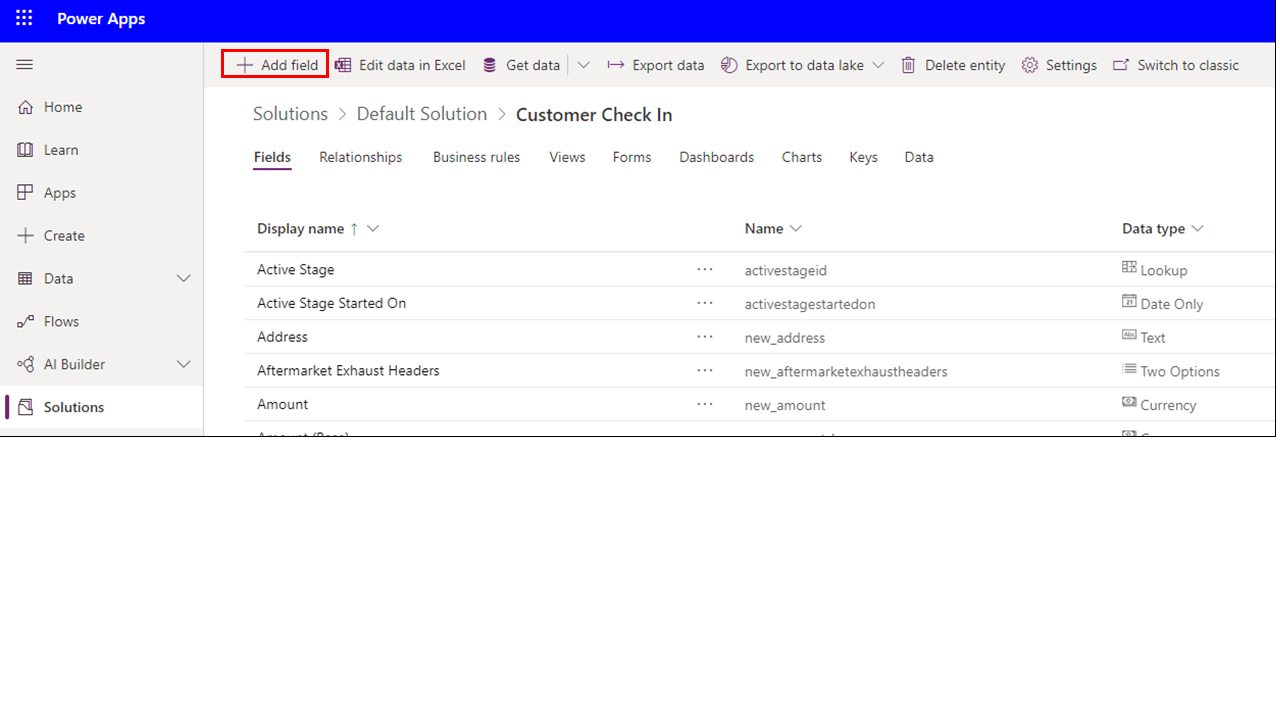 Power Apps
Add field Edit data in Excel Get data Export data Export to data lake Delete entity Settings Switch to classic
Home
Learn
Apps
Create
Data
Flows
AI Builder
Solutions
Solutions > Default Solution > Customer Check In
Fields Relationships Business rules Views Forms Dashboards Charts Keys Data
Display name ↑ Name Data type
Active Stage ... activestageid Lookup
Active Stage Started On ... activestagestartedon 21 Date Only
Address ... new_address Abc Text
Aftermarket Exhaust Headers ... new_aftermarketexhaustheaders Two Options
Amount ... new_amount Currency